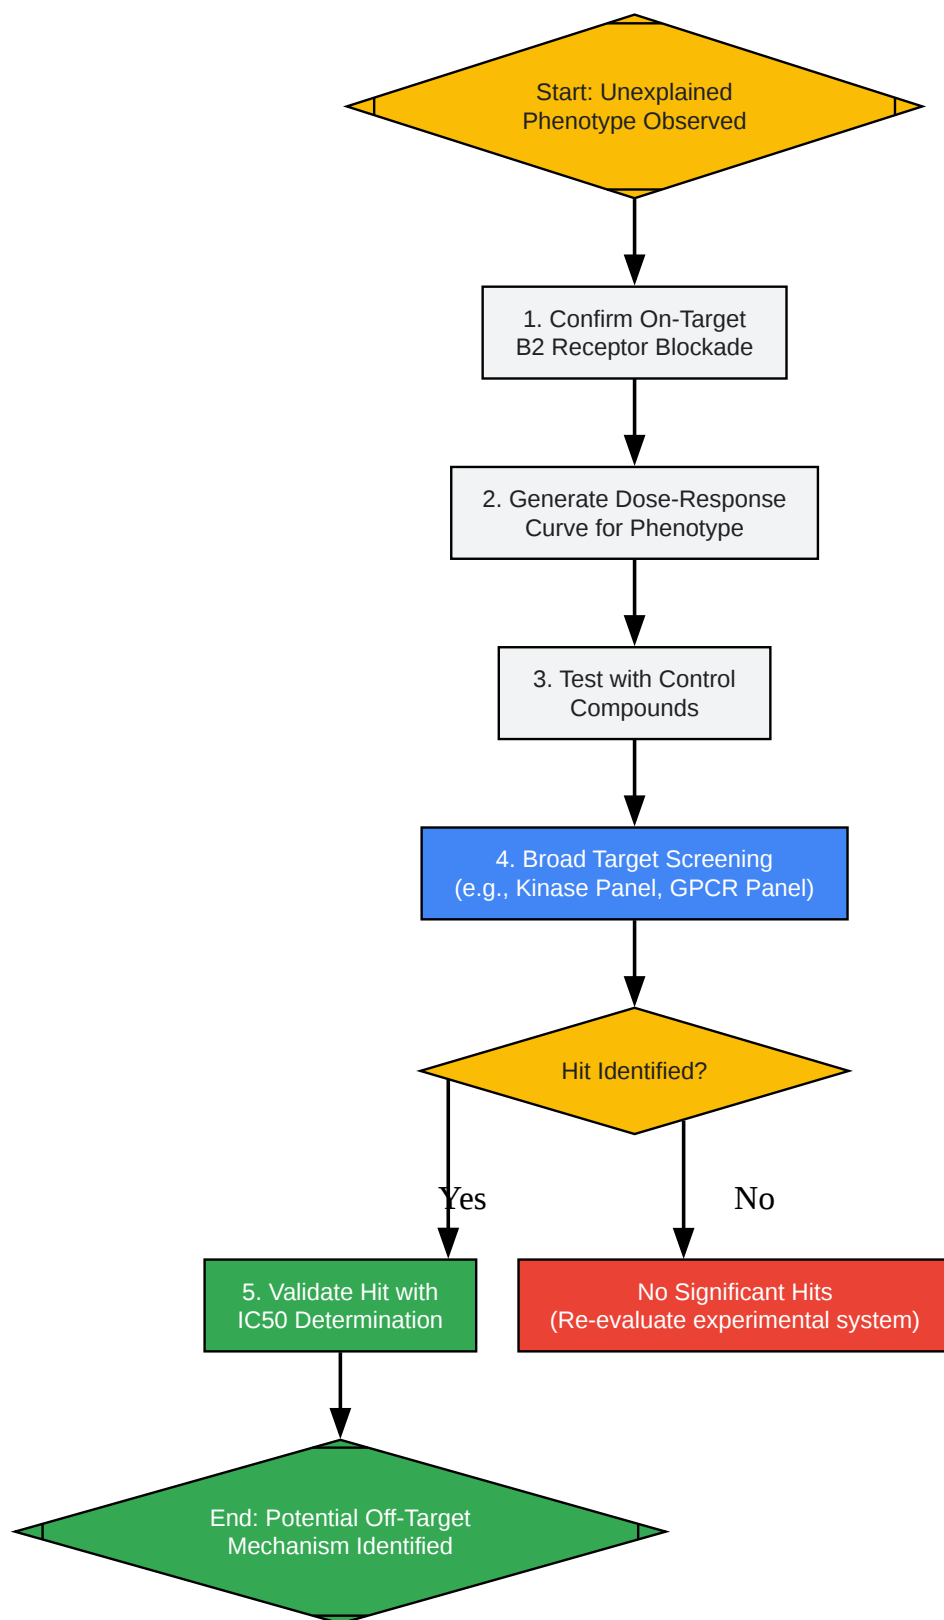 Start: Unexplained
Phenotype Observed
1. Confirm On-Target
B2 Receptor Blockade
2. Generate Dose-Response
Curve for Phenotype
3. Test with Control
Compounds
4. Broad Target Screening
(e.g., Kinase Panel, GPCR Panel)
Hit Identified?
Yes
No
5. Validate Hit with
IC50 Determination
No Significant Hits
(Re-evaluate experimental system)
End: Potential Off-Target
Mechanism Identified